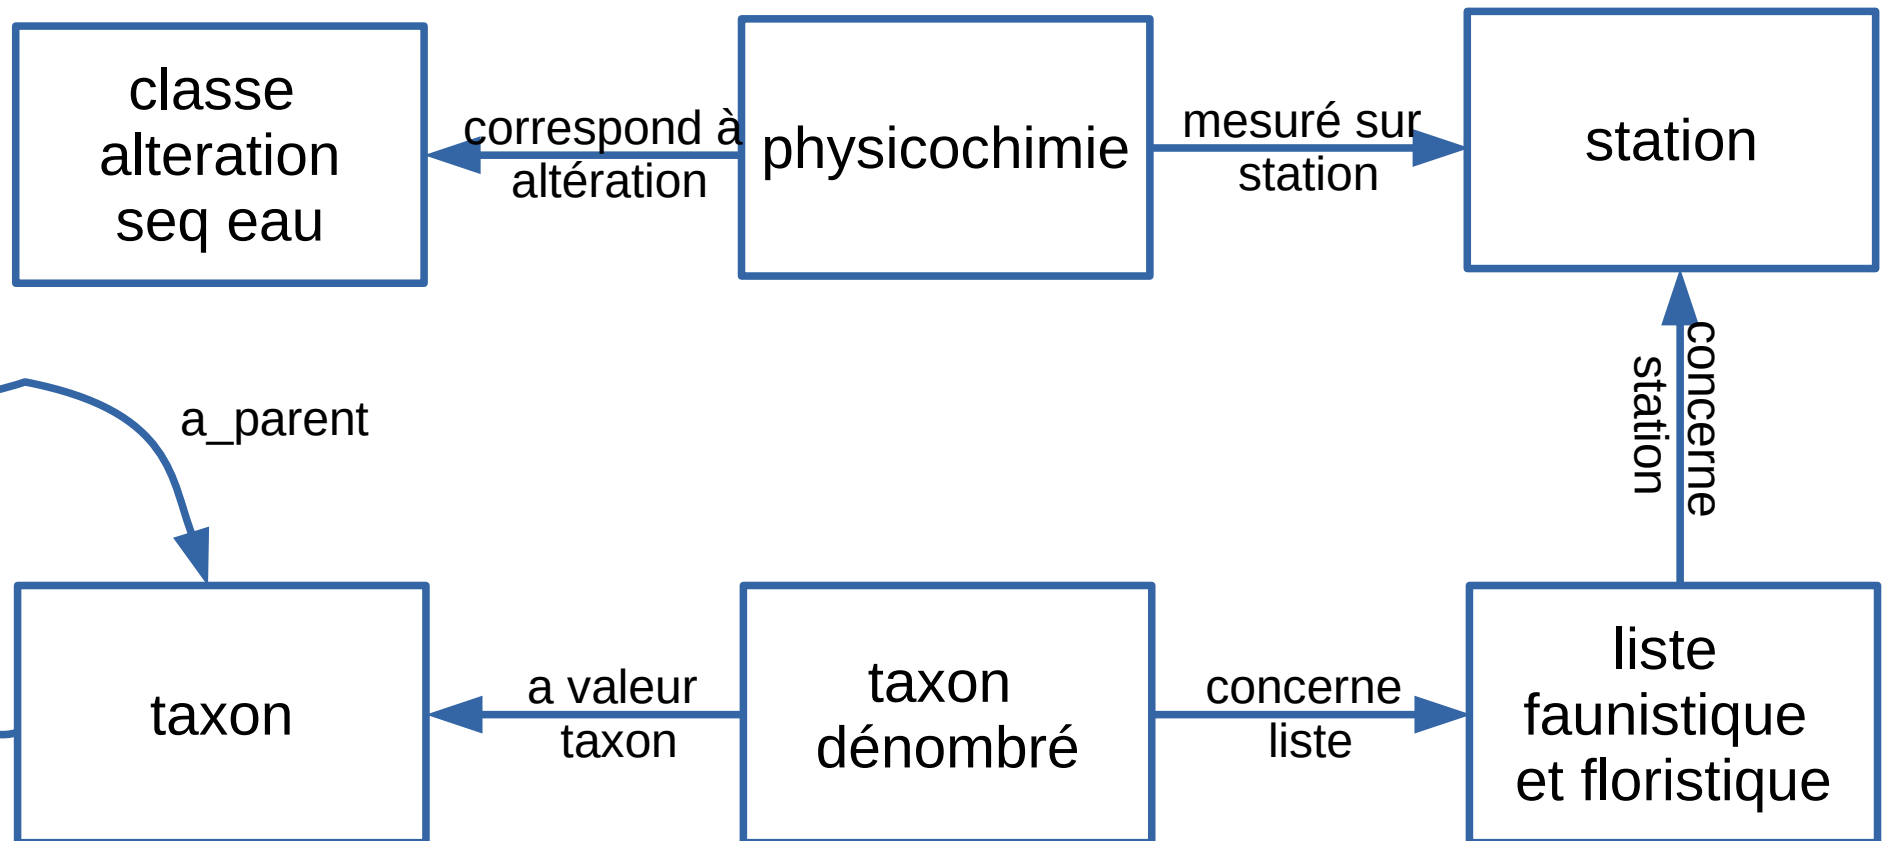 classe
alteration
seq eau
correspond à
altération
physicochimie
mesuré sur
station
station
a_parent
concerne
station
taxon
a valeur
taxon
taxon
dénombré
concerne
liste
liste
faunistique
et floristique